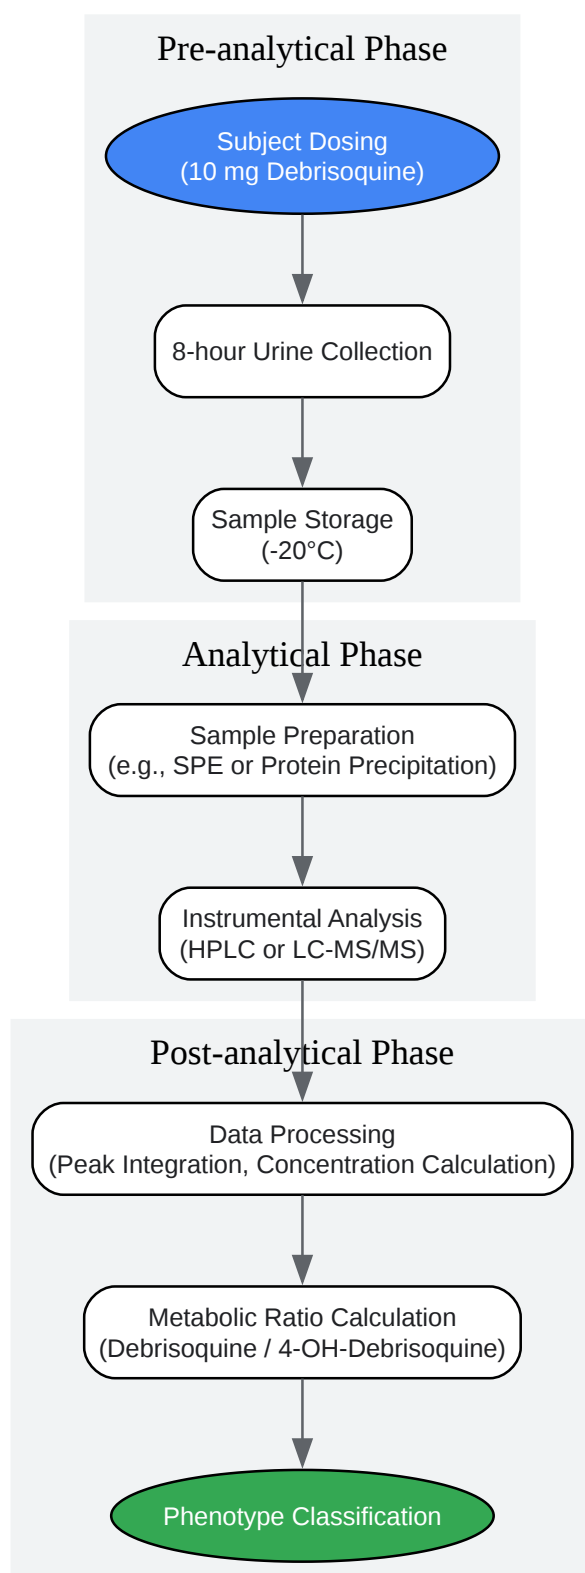 Pre-analytical Phase
Subject Dosing
(10 mg Debrisoquine)
8-hour Urine Collection
Sample Storage
(-20°C)
Analytical Phase
Sample Preparation
(e.g., SPE or Protein Precipitation)
Instrumental Analysis
(HPLC or LC-MS/MS)
Post-analytical Phase
Data Processing
(Peak Integration, Concentration Calculation)
Metabolic Ratio Calculation
(Debrisoquine / 4-OH-Debrisoquine)
Phenotype Classification